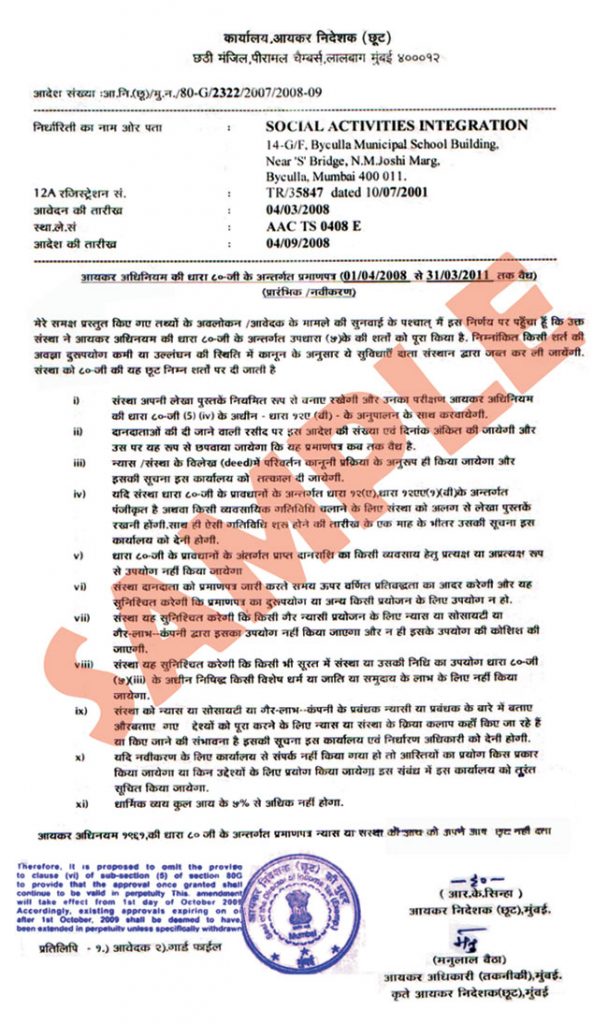 कार्यालय,आयकर निदेशक (छूट)
छठी मंजिल,पीरामल चैम्बर्स,लालबाग मुंबई ४०००१२
आदेश संख्या :आ.नि.(छू)/मु.न./80-G/2322/2007/2008-09
निर्धारिती का नाम ओर पता : SOCIAL ACTIVITIES INTEGRATION
14-G/F, Byculla Municipal School Building,
Near 'S' Bridge, N.M.Joshi Marg,
Byculla, Mumbai 400 011.
12A रजिस्ट्रेशन सं. : TR/35847 dated 10/07/2001
आवेदन की तारीख : 04/03/2008
स्था.ले.सं : AAC TS 0408 E
आदेश की तारीख : 04/09/2008
आयकर अधिनियम की धारा ८०-जी के अन्तर्गत प्रमाणपत्र (01/04/2008 से 31/03/2011 तक वैध)
(प्रारंभिक /नवीकरण)
मेरे समक्ष प्रस्तुत किए गए तथ्यों के अवलोकन /आवेदक के मामले की सुनवाई के पश्चात् मैं इस निर्णय पर पहुँचा हूँ कि उक्त
संस्था ने आयकर अधिनयम की धारा ८०-जी के अन्तर्गत उपधारा (५)के की शर्तो को पूरा किया है. निम्नांकित किसी शर्त की
अवज्ञा दुरूपयोग कमी या उल्लंघन की स्थिति में कानून के अनुसार ये सुविधाएँ दाता संस्थान द्वारा जब्त कर ली जायेंगी.
संस्था को ८०-जी की यह छूट निम्न शर्तो पर दी जाती है
i) संस्था अपनी लेखा पुस्तकें नियमित रूप से बनाए रखेगी और उनका परीक्षण आयकर अधिनियम
की धारा ८०-जी (5) (iv) के अधीन - धारा १२ए (बी) - के अनुपालन के साथ करवायेगी.
ii) दानदाताओं की दी जाने वाली रसीद पर इस आदेश की संख्या एवं दिनांक अंकित की जायेगी और
उस पर यह रूप से छपवाया जायेगा कि यह प्रमाणपत्र कब तक वैध है.
iii) न्यास /संस्था के विलेख (deed)में परिवर्तन कानूनी प्रक्रिया के अनुरूप ही किया जायेगा और
इसकी सूचना इस कार्यालय को तत्काल दी जायेगी.
iv) यदि संस्था धारा ८०-जी के प्रावधानों के अन्तर्गत धारा १२(ए),धारा १२एए(१)(बी)के अन्तर्गत
पंजीकृत है अथवा किसी व्यवसायिक गतिविधि चलाने के लिए संस्था को अलग से लेखा पुस्तकें
रखनी होंगी.साथ ही ऐसी गतिविधि शुरू होने की तारीख के एक माह के भीतर उसकी सूचना इस
कार्यालय को देनी होगी.
v) धारा ८०-जी के प्रावधानों के अंतर्गत प्राप्त दानराशि का किसी व्यवसाय हेतु प्रत्यक्ष या अप्रत्यक्ष रूप
से उपयोग नहीं किया जायेगा
vi) संस्था दानदाता को प्रमाणपत्र जारी करते समय ऊपर वर्णित प्रतिबद्धता का आदर करेगी और यह
सुनिश्चित करेगी कि प्रमाणपत्र का दुरूपयोग या अन्य किसी प्रयोजन के लिए उपयोग न हो.
vii) संस्था यह सुनिश्चित करेगी कि किसी गैर न्यासी प्रयोजन के लिए न्यास या सोसायटी या
गैर-लाभ-कंपनी द्वारा इसका उपयोग नहीं किया जाएगा और न ही इसके उपयोग की कोशिश की
जाएगी.
viii) संस्था यह सुनिश्चित करेगी कि किसी भी सूरत में संस्था या उसकी निधि का उपयोग धारा ८०-जी
(५)(iii) के अधीन निषिद्ध किसी विशेष धर्म या जाति या समुदाय के लाभ के लिए नहीं किया
जायेगा.
ix) संस्था को न्यास या सोसायटी या गैर-लाभ--कंपनी के प्रबंधक न्यासी या प्रबंधक के बारे में बताए
औरबताए गए देश्यों को पूरा करने के लिए न्यास या संस्था के क्रिया कलाप कहाँ किए जा रहे हैं
या किए जाने की संभावना है इसकी सूचना इस कार्यालय एवं निर्धारण अधिकारी को देनी होगी.
x) यदि नवीकरण के लिए कार्यालय से संपर्क नहीं किया गया हो तो आस्तियों का प्रयोग किस प्रकार
किया जायेगा या किन उद्देश्यों के लिए प्रयोग किया जायेगा इस संबंध में इस कार्यालय को तुरंत
सूचित किया जायेगा.
xi) धार्मिक व्यय कुल आय के ५% से अधिक नहीं होगा.
आयकर अधिनयम १९६१,की धारा ८० जी के अन्तर्गत प्रमाणपत्र न्यास या संस्था की आय को अपने आप छूट नहीं देता
Therefore, it is proposed to omit the proviso
to clause (vi) of sub-section (5) of section 80G
to provide that the approval once granted shall
continue to be valid in perpetuity This amendment
will take effect from 1st day of October 2009
Accordingly, existing approvals expiring on o
after 1st October, 2009 shall be deemed to have
been extended in perpetuity unless specifically withdrawn
Mumbai
( आर.के.सिन्हा )
आयकर निदेशक (छूट),मुंबई.
प्रतिलिपि - १.) आवेदक २).गार्ड फाईल
(मनुलाल बैठा)
आयकर अधिकारी (तकनीकी),मुंबई.
कृते आयकर निदेशक(छूट),मुंबई
SAMPLE